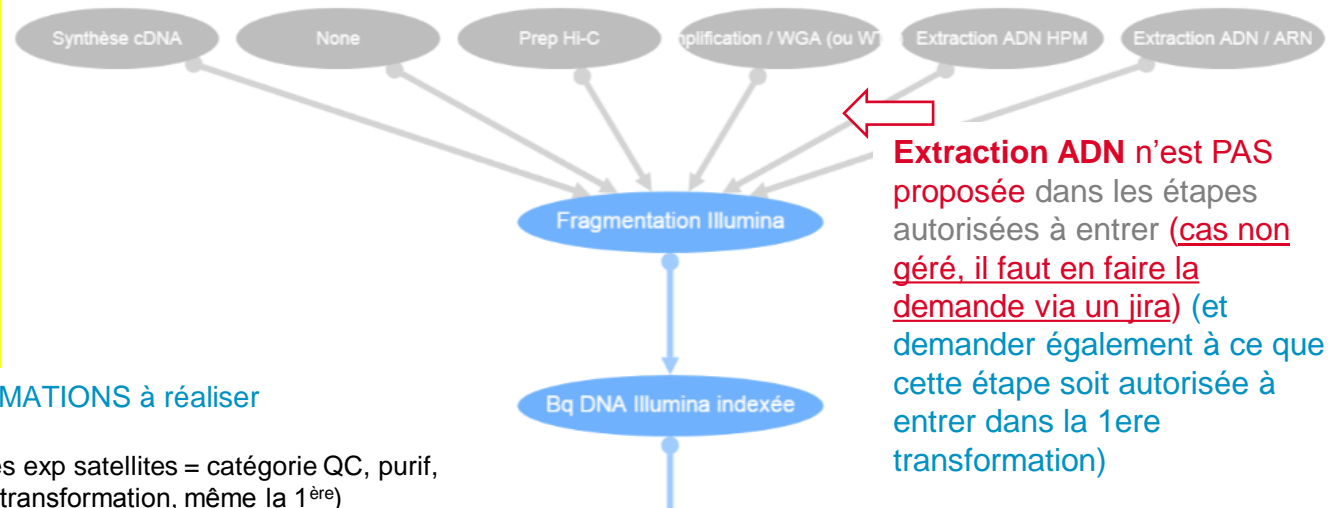 Synthèse cDNA
None
Prep Hi-C
plification / WGA (ou W
Extraction ADN HPM
Extraction ADN / ARN
Extraction ADN n'est PAS
proposée dans les étapes
autorisées à entrer (cas non
géré, il faut en faire la
demande via un jira) (et
demander également à ce que
cette étape soit autorisée à
entrer dans la 1ere
transformation)
Fragmentation Illumina
Bq DNA Illumina indexée
MATIONS à réaliser
es exp satellites = catégorie QC, purif,
transformation, même la 1ère)